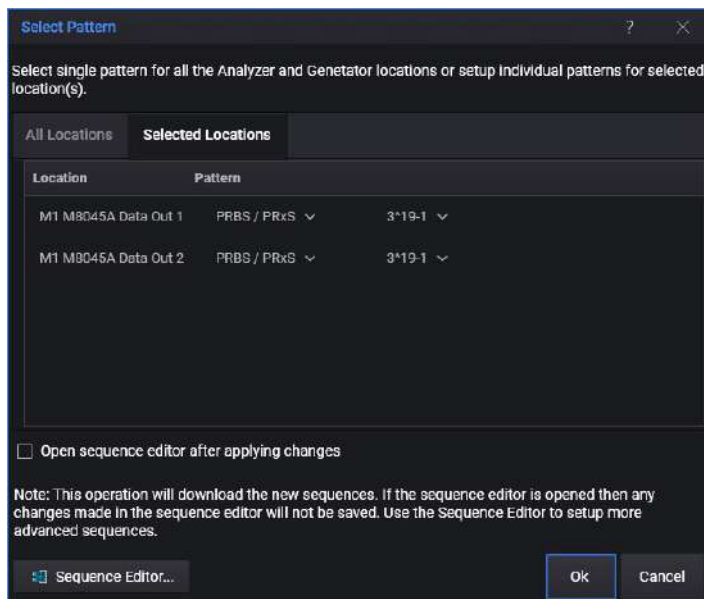 Select Pattern ?
Select single pattern for all the Analyzer and Genetator locations or setup individual patterns for selected
location(s).
All Locations Selected Locations
Location Pattern
M1 M8045A Data Out 1 PRBS / PRxS 3^19-1
M1 M8045A Data Out 2 PRBS / PRxS 3^19-1
Open sequence editor after applying changes
Note: This operation will download the new sequences. If the sequence editor is opened then any
changes made in the sequence editor will not be saved. Use the Sequence Editor to setup more
advanced sequences.
Sequence Editor... Ok Cancel